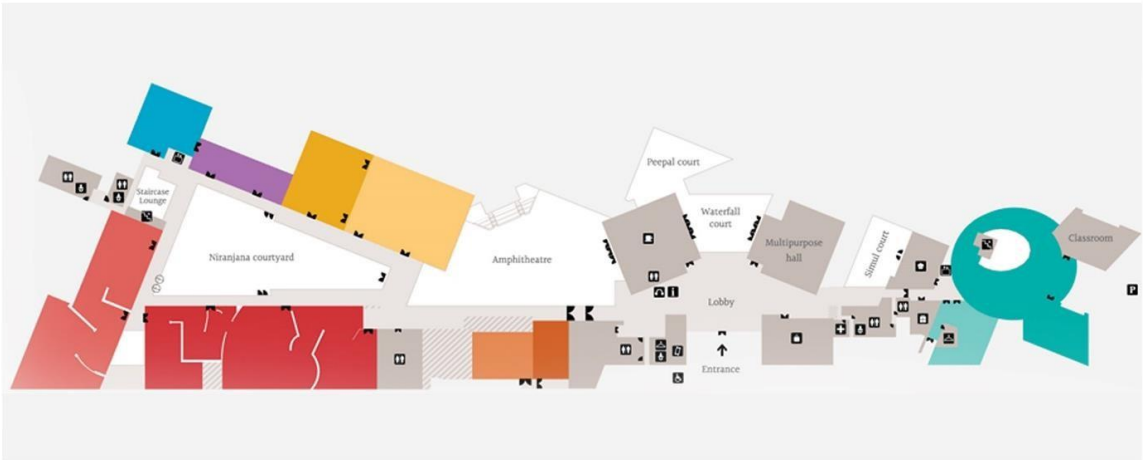 Peepal court
Staircase
Lounge
Waterfall
court
Niranjana courtyard
Amphitheatre
Multipurpose
hall
Simul court
Classroom
Lobby
Entrance
P